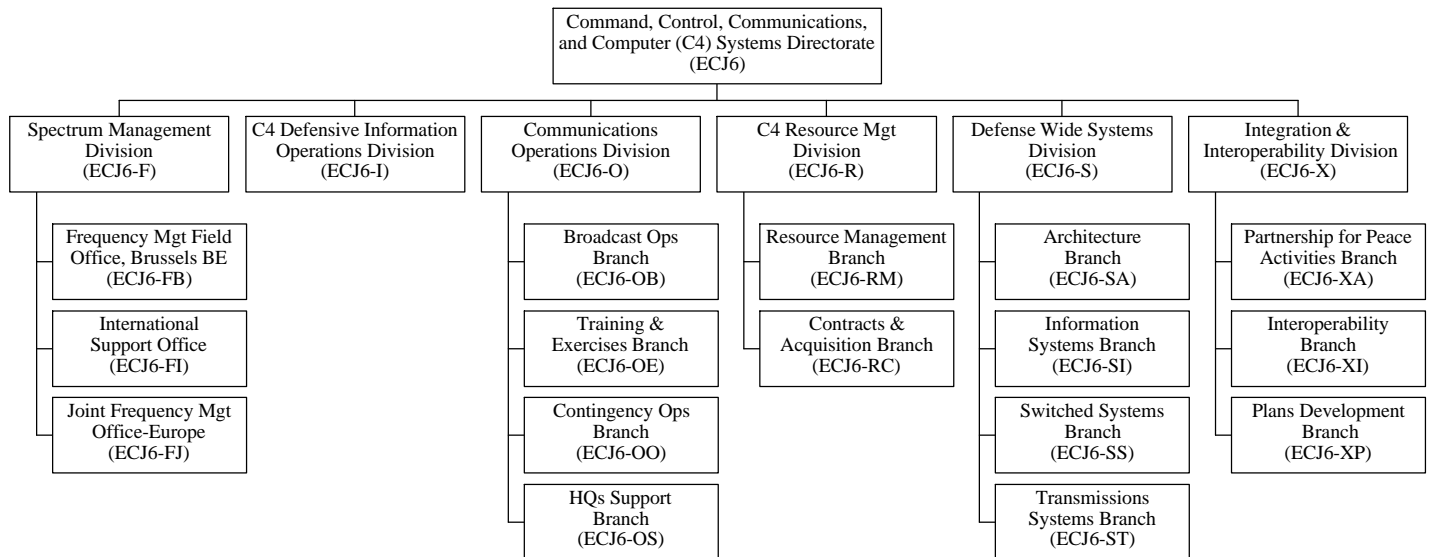 Command, Control, Communications,
and Computer (C4) Systems Directorate
(ECJ6)
Spectrum Management
Division
(ECJ6-F)
C4 Defensive Information
Operations Division
(ECJ6-I)
Communications
Operations Division
(ECJ6-O)
C4 Resource Mgt
Division
(ECJ6-R)
Defense Wide Systems
Division
(ECJ6-S)
Integration &
Interoperability Division
(ECJ6-X)
Frequency Mgt Field
Office, Brussels BE
(ECJ6-FB)
International
Support Office
(ECJ6-FI)
Joint Frequency Mgt
Office-Europe
(ECJ6-FJ)
Broadcast Ops
Branch
(ECJ6-OB)
Training &
Exercises Branch
(ECJ6-OE)
Contingency Ops
Branch
(ECJ6-OO)
HQs Support
Branch
(ECJ6-OS)
Resource Management
Branch
(ECJ6-RM)
Contracts &
Acquisition Branch
(ECJ6-RC)
Architecture
Branch
(ECJ6-SA)
Information
Systems Branch
(ECJ6-SI)
Switched Systems
Branch
(ECJ6-SS)
Transmissions
Systems Branch
(ECJ6-ST)
Partnership for Peace
Activities Branch
(ECJ6-XA)
Interoperability
Branch
(ECJ6-XI)
Plans Development
Branch
(ECJ6-XP)